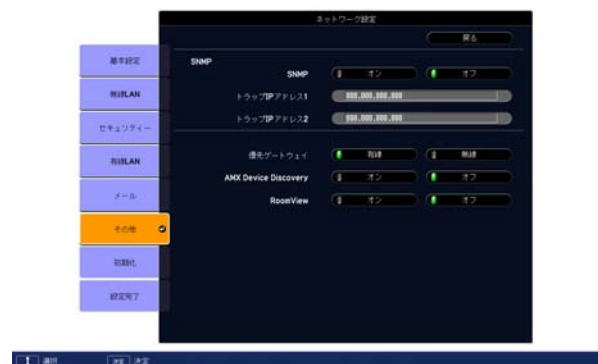 ネットワーク設定
戻る
基本設定
無線LAN
セキュリティー
有線LAN
メール
その他
初期化
設定完了
SNMP
SNMP オン オフ
トラップIPアドレス1
トラップIPアドレス2
優先ゲートウェイ 有線 無線
AMX Device Discovery オン オフ
RoomView オン オフ
選択 決定 決定